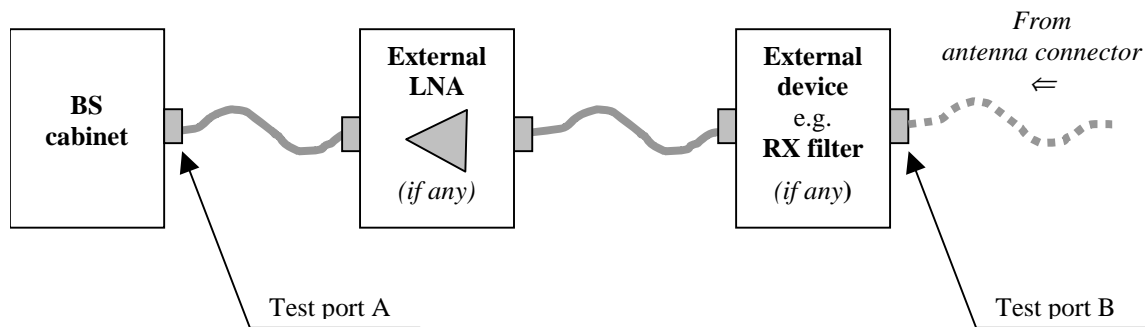 BS
cabinet
External
LNA
(if any)
External
device
e.g.
RX filter
(if any)
From
antenna connector
⇐
Test port A
Test port B